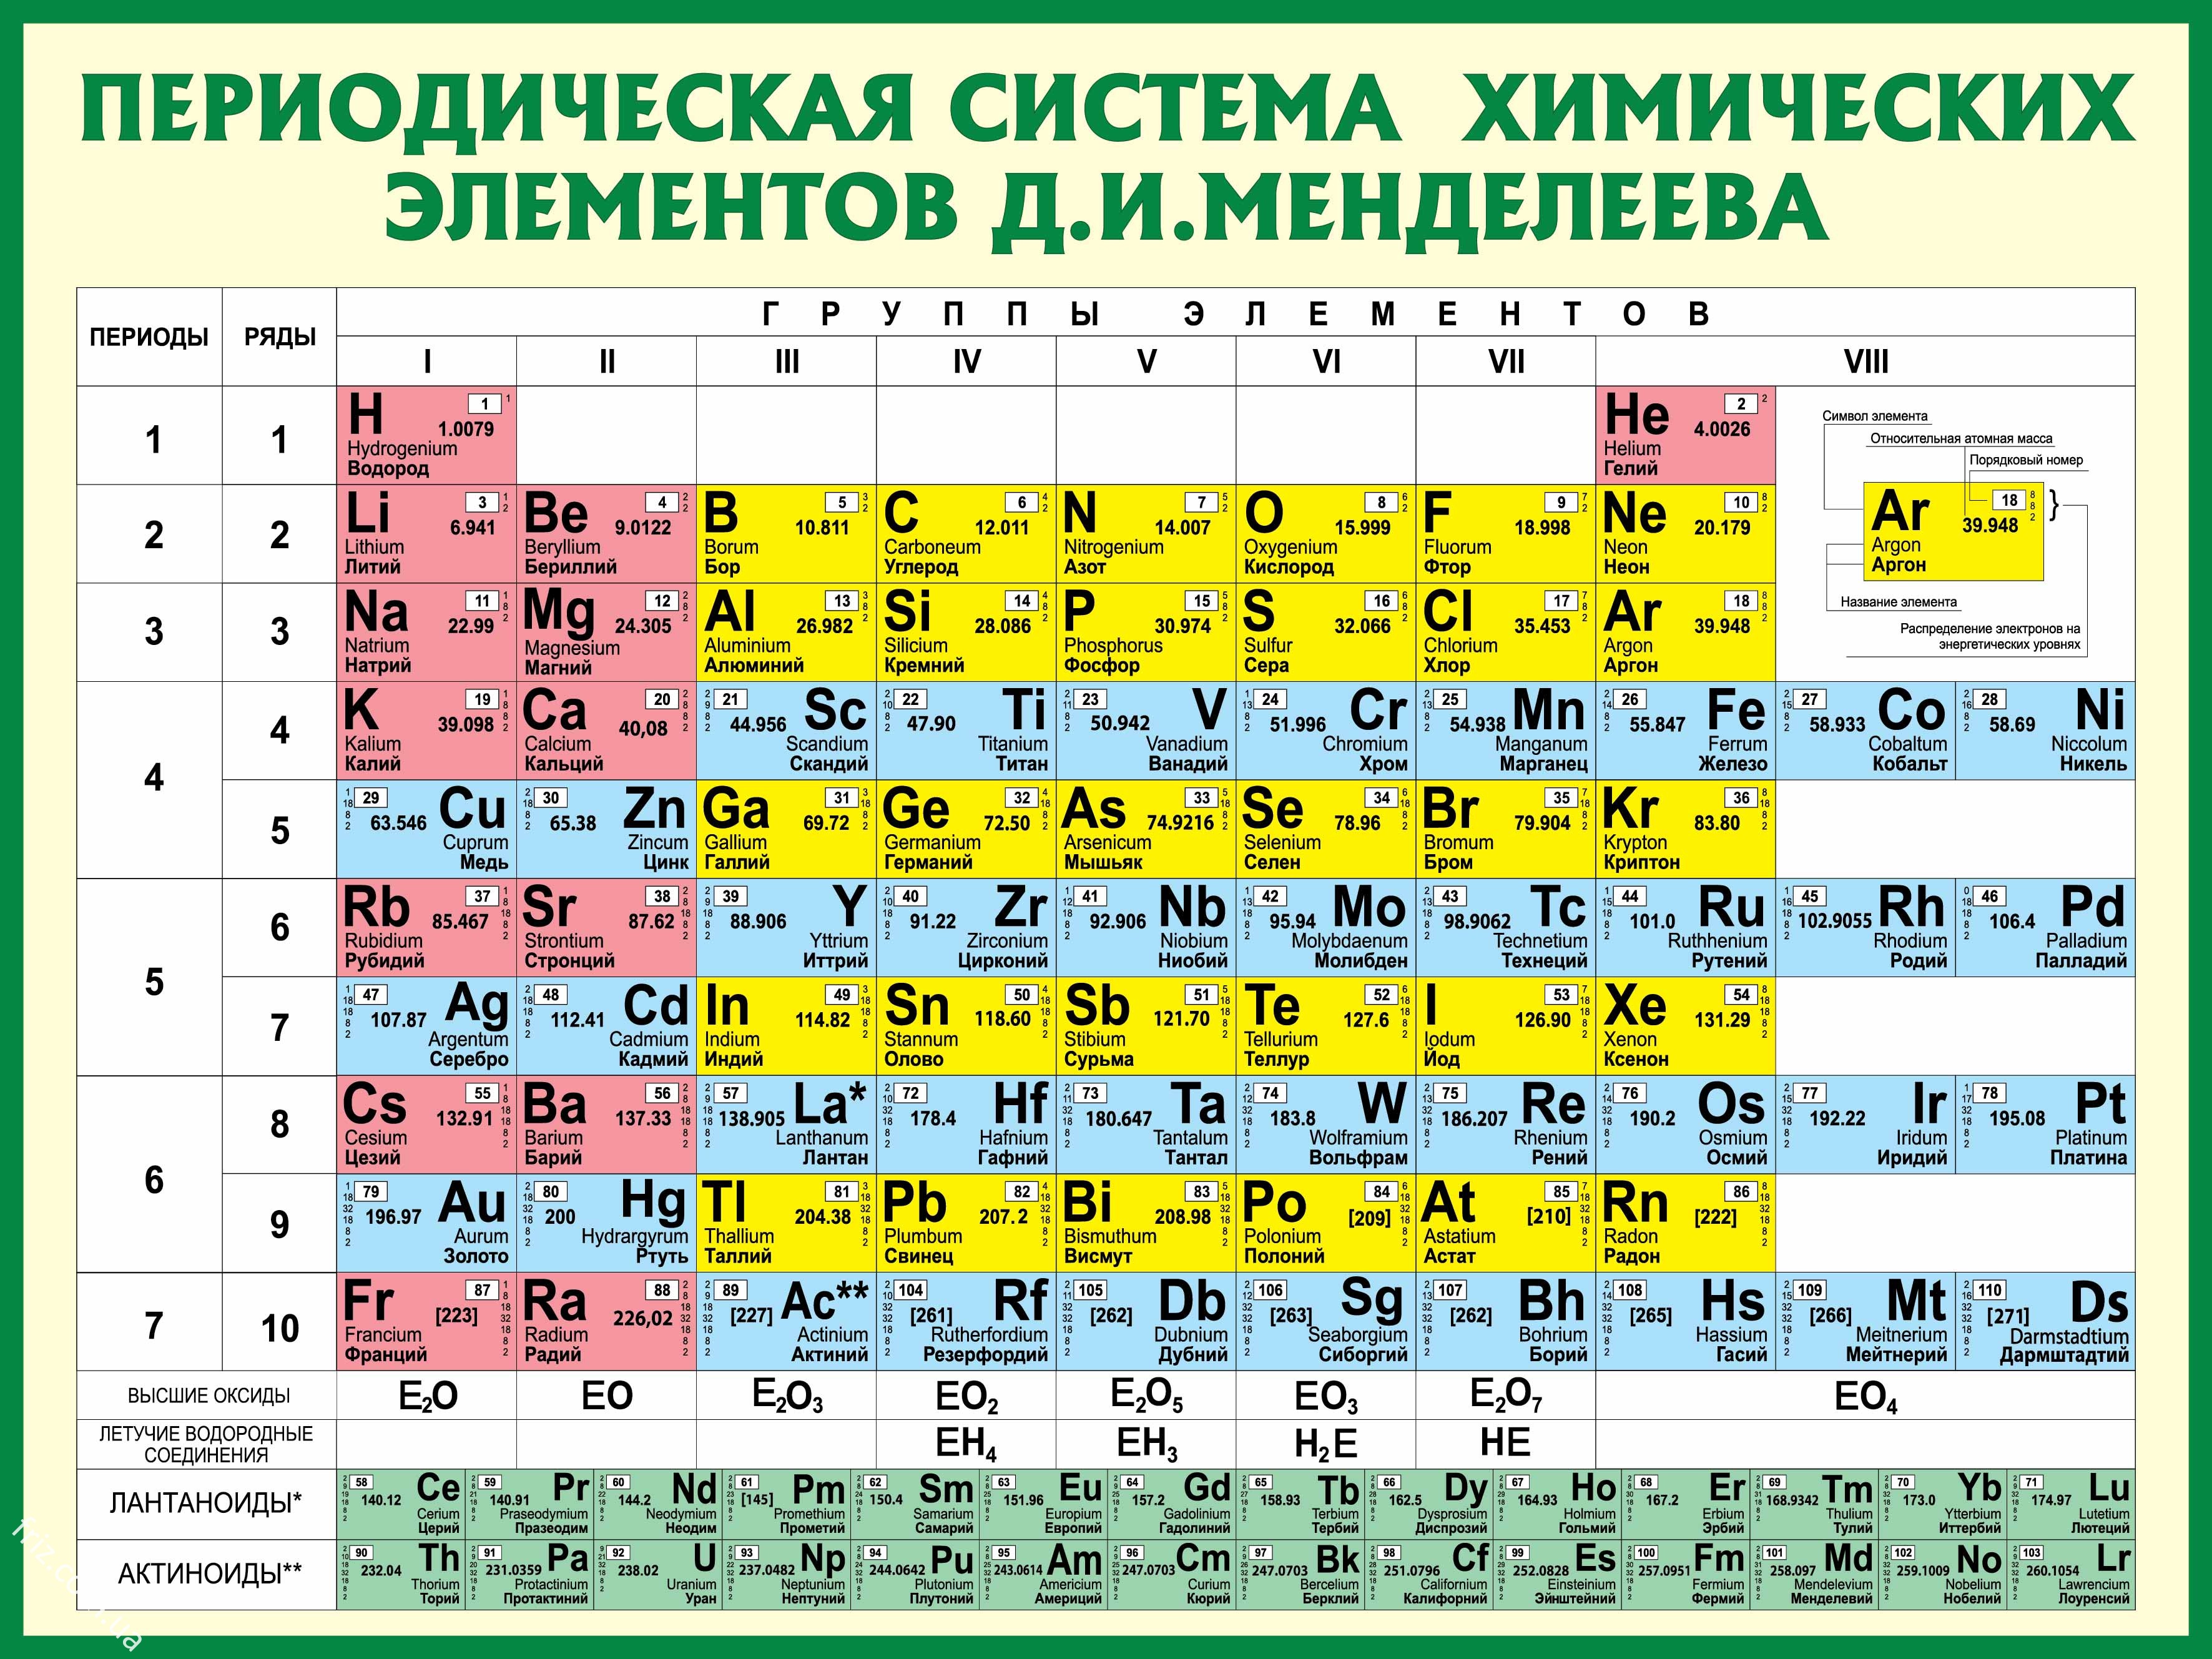 ПЕРИОДИЧЕСКАЯ СИСТЕМА ХИМИЧЕСКИХ
ЭЛЕМЕНТОВ Д.И.МЕНДЕЛЕЕВА
ПЕРИОДЫ РЯДЫ Г Р У П П Ы Э Л Е М Е Н Т О В
I II III IV V VI VII VIII
1 1
H 1 1.0079 Hydrogenium Водород
He 2 4.0026 Helium Гелий
Символ элемента
Относительная атомная масса
Порядковый номер
Ar 18 39.948 Argon Аргон
Название элемента
Распределение электронов на
энергетических уровнях
2 2
Li 3 6.941 Lithium Литий
Be 4 9.0122 Beryllium Бериллий
B 5 10.811 Borum Бор
C 6 12.011 Carboneum Углерод
N 7 14.007 Nitrogenium Азот
O 8 15.999 Oxygenium Кислород
F 9 18.998 Fluorum Фтор
Ne 10 20.179 Neon Неон
3 3
Na 11 22.99 Natrium Натрий
Mg 12 24.305 Magnesium Магний
Al 13 26.982 Aluminium Алюминий
Si 14 28.086 Silicium Кремний
P 15 30.974 Phosphorus Фосфор
S 16 32.066 Sulfur Сера
Cl 17 35.453 Chlorium Хлор
Ar 18 39.948 Argon Аргон
4 4
K 19 39.098 Kalium Калий
Ca 20 40,08 Calcium Кальций
21 44.956 Sc Scandium Скандий
22 47.90 Ti Titanium Титан
23 50.942 V Vanadium Ванадий
24 51.996 Cr Chromium Хром
25 54.938 Mn Manganum Марганец
26 55.847 Fe Ferrum Железо
27 58.933 Co Cobaltum Кобальт
28 58.69 Ni Niccolum Никель
5
29 63.546 Cu Cuprum Медь
30 65.38 Zn Zincum Цинк
Ga 31 69.72 Gallium Галлий
Ge 32 72.50 Germanium Германий
As 33 74.9216 Arsenicum Мышьяк
Se 34 78.96 Selenium Селен
Br 35 79.904 Bromum Бром
Kr 36 83.80 Krypton Криптон
5 6
Rb 37 85.467 Rubidium Рубидий
Sr 38 87.62 Strontium Стронций
39 88.906 Y Yttrium Иттрий
40 91.22 Zr Zirconium Цирконий
41 92.906 Nb Niobium Ниобий
42 95.94 Mo Molybdaenum Молибден
43 98.9062 Tc Technetium Технеций
44 101.0 Ru Ruthhenium Рутений
45 102.9055 Rh Rhodium Родий
46 106.4 Pd Palladium Палладий
7
47 107.87 Ag Argentum Серебро
48 112.41 Cd Cadmium Кадмий
In 49 114.82 Indium Индий
Sn 50 118.60 Stannum Олово
Sb 51 121.70 Stibium Сурьма
Te 52 127.6 Tellurium Теллур
I 53 126.90 Iodum Йод
Xe 54 131.29 Xenon Ксенон
6 8
Cs 55 132.91 Cesium Цезий
Ba 56 137.33 Barium Барий
57 138.905 La* Lanthanum Лантан
72 178.4 Hf Hafnium Гафний
73 180.647 Ta Tantalum Тантал
74 183.8 W Wolframium Вольфрам
75 186.207 Re Rhenium Рений
76 190.2 Os Osmium Осмий
77 192.22 Ir Iridium Иридий
78 195.08 Pt Platinum Платина
9
79 196.97 Au Aurum Золото
80 200 Hg Hydrargyrum Ртуть
Tl 81 204.38 Thallium Таллий
Pb 82 207.2 Plumbum Свинец
Bi 83 208.98 Bismuthum Висмут
Po 84 [209] Polonium Полоний
At 85 [210] Astatium Астат
Rn 86 [222] Radon Радон
7 10
Fr 87 [223] Francium Франций
Ra 88 226,02 Radium Радий
89 [227] Ac** Actinium Актиний
104 [261] Rf Rutherfordium Резерфордий
105 [262] Db Dubnium Дубний
106 [263] Sg Seaborgium Сиборгий
107 [262] Bh Bohrium Борий
108 [265] Hs Hassium Гасий
109 [266] Mt Meitnerium Мейтнерий
110 [271] Ds Darmstadtium Дармштадтий
ВЫСШИЕ ОКСИДЫ E₂O EO E₂O₃ EO₂ E₂O₅ EO₃ E₂O₇ EO₄
ЛЕТУЧИЕ ВОДОРОДНЫЕ
СОЕДИНЕНИЯ EH₄ EH₃ H₂E HE
ЛАНТАНОИДЫ*
58 140.12 Ce Cerium Церий
59 140.91 Pr Praseodymium Празеодим
60 144.2 Nd Neodymium Неодим
61 [145] Pm Promethium Прометий
62 150.4 Sm Samarium Самарий
63 151.96 Eu Europium Европий
64 157.2 Gd Gadolinium Гадолиний
65 158.93 Tb Terbium Тербий
66 162.5 Dy Dysprosium Диспрозий
67 164.93 Ho Holmium Гольмий
68 167.2 Er Erbium Эрбий
69 168.9342 Tm Thulium Тулий
70 173.0 Yb Ytterbium Иттербий
71 174.97 Lu Lutetium Лютеций
АКТИНОИДЫ**
90 232.04 Th Thorium Торий
91 231.0359 Pa Protactinium Протактиний
92 238.02 U Uranium Уран
93 237.0482 Np Neptunium Нептуний
94 244.0642 Pu Plutonium Плутоний
95 243.0614 Am Americium Америций
96 247.0703 Cm Curium Кюрий
97 247.0703 Bk Bercelium Берклий
98 251.0796 Cf Californium Калифорний
99 252.0828 Es Einsteinium Эйнштейний
100 257.0951 Fm Fermium Фермий
101 258.097 Md Mendelevium Менделевий
102 259.1009 No Nobelium Нобелий
103 260.1054 Lr Lawrencium Лоуренсий